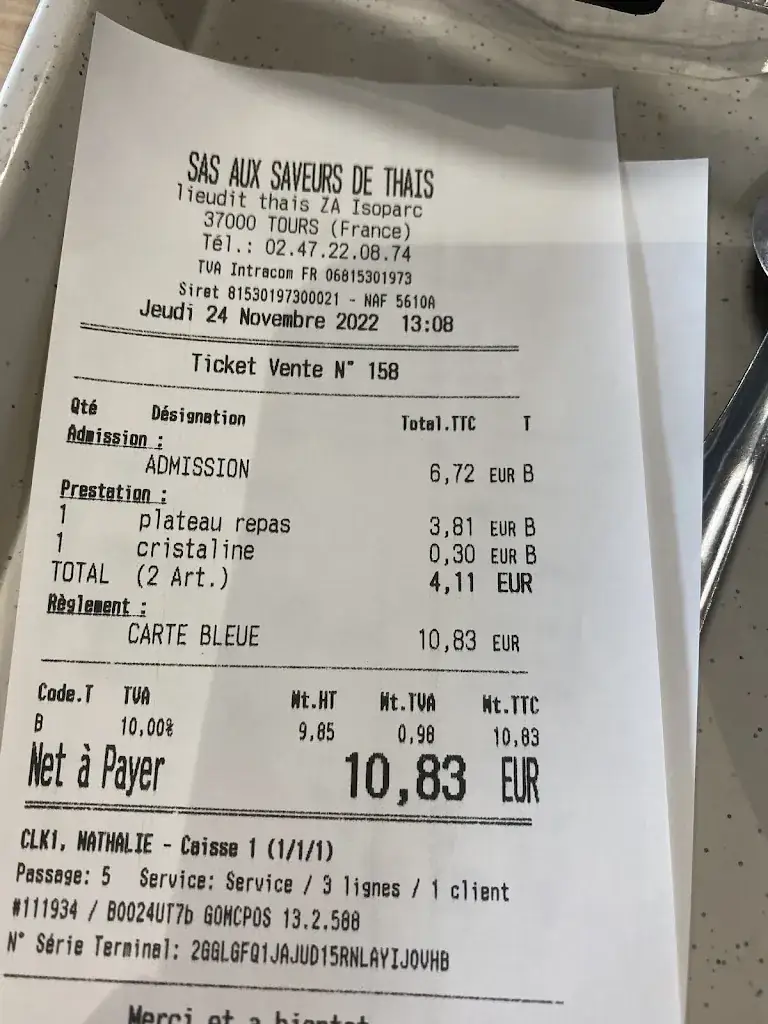 SAS AUX SAVEURS DE THAIS
lieudit thais ZA Isoparc
37000 TOURS (France)
Tél.: 02.47.22.08.74
TVA Intracom FR 06815301973
Siret 81530197300021 - NAF 5610A
Jeudi 24 Novembre 2022 13:08
Ticket Vente N° 158
Qté Désignation Total.TTC T
Admission :
ADMISSION 6,72 EUR B
Prestation :
1 plateau repas 3,81 EUR B
1 cristaline 0,30 EUR B
TOTAL (2 Art.) 4,11 EUR
Règlement :
CARTE BLEUE 10,83 EUR
Code.T TVA Mt.HT Mt.TVA Mt.TTC
B 10,00% 9,85 0,98 10,83
Net à Payer 10,83 EUR
CLK1, NATHALIE - Caisse 1 (1/1/1)
Passage: 5 Service: Service / 3 lignes / 1 client
#111934 / B0024UT7b GOMCPOS 13.2.588
N° Série Terminal: 2GGLGFQ1JAJUD15RNLAYIJOVHB
Merci et a bientot